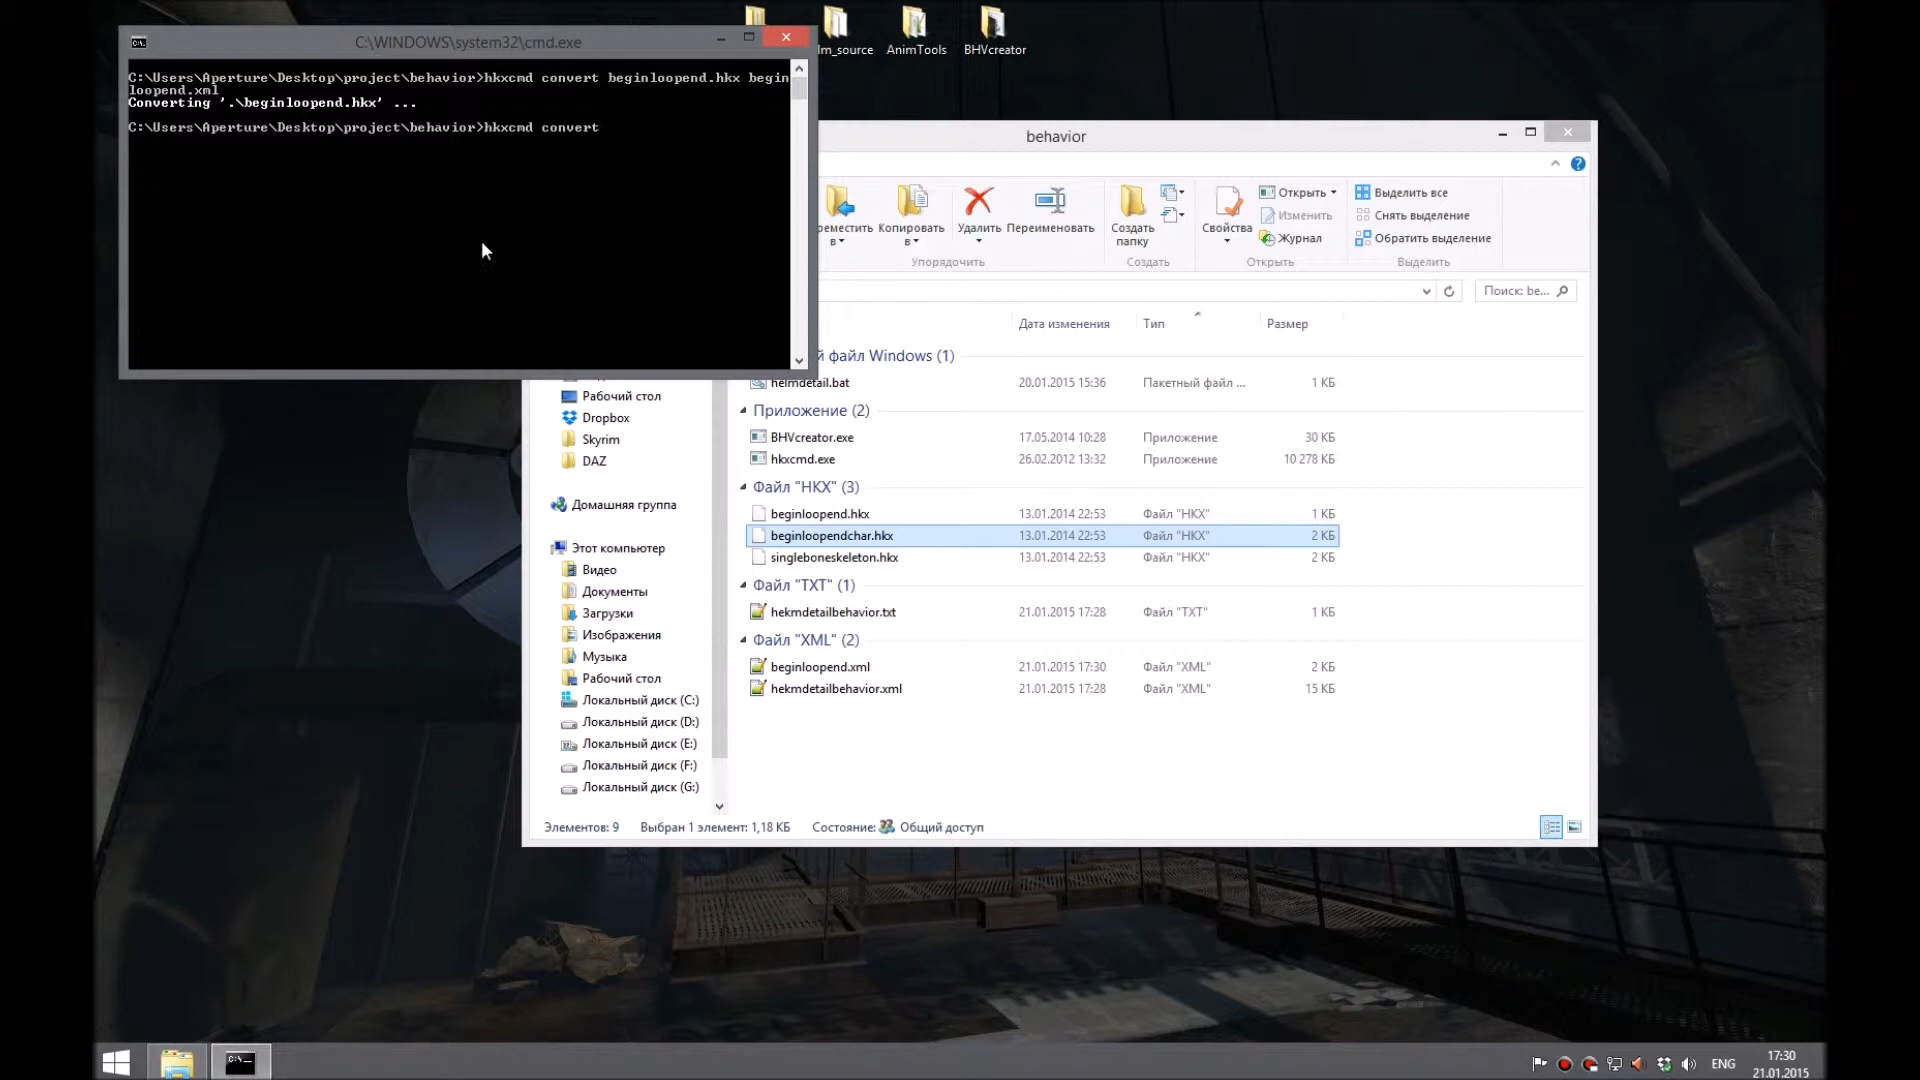 lm_source
AnimTools
BHVcreator
C:\WINDOWS\system32\cmd.exe
C:\Users\Aperture\Desktop\project\behavior>hkxcmd convert beginloopend.hkx begin
loopend.xml
Converting '.\beginloopend.hkx' ...
C:\Users\Aperture\Desktop\project\behavior>hkxcmd convert
behavior
реместить в
Копировать в
Удалить
Переименовать
Упорядочить
Создать папку
Создать
Свойства
Открыть
Изменить
Журнал
Открыть
Выделить все
Снять выделение
Обратить выделение
Выделить
Поиск: be...
Дата изменения
Тип
Размер
й файл Windows (1)
helmdetail.bat 20.01.2015 15:36 Пакетный файл ... 1 КБ
Приложение (2)
BHVcreator.exe 17.05.2014 10:28 Приложение 30 КБ
hkxcmd.exe 26.02.2012 13:32 Приложение 10 278 КБ
Файл "HKX" (3)
beginloopend.hkx 13.01.2014 22:53 Файл "HKX" 1 КБ
beginloopendchar.hkx 13.01.2014 22:53 Файл "HKX" 2 КБ
singleboneskeleton.hkx 13.01.2014 22:53 Файл "HKX" 2 КБ
Файл "TXT" (1)
hekmdetailbehavior.txt 21.01.2015 17:28 Файл "TXT" 1 КБ
Файл "XML" (2)
beginloopend.xml 21.01.2015 17:30 Файл "XML" 2 КБ
hekmdetailbehavior.xml 21.01.2015 17:28 Файл "XML" 15 КБ
Рабочий стол
Dropbox
Skyrim
DAZ
Домашняя группа
Этот компьютер
Видео
Документы
Загрузки
Изображения
Музыка
Рабочий стол
Локальный диск (C:)
Локальный диск (D:)
Локальный диск (E:)
Локальный диск (F:)
Локальный диск (G:)
Элементов: 9 Выбран 1 элемент: 1,18 КБ Состояние: Общий доступ
ENG
17:30
21.01.2015